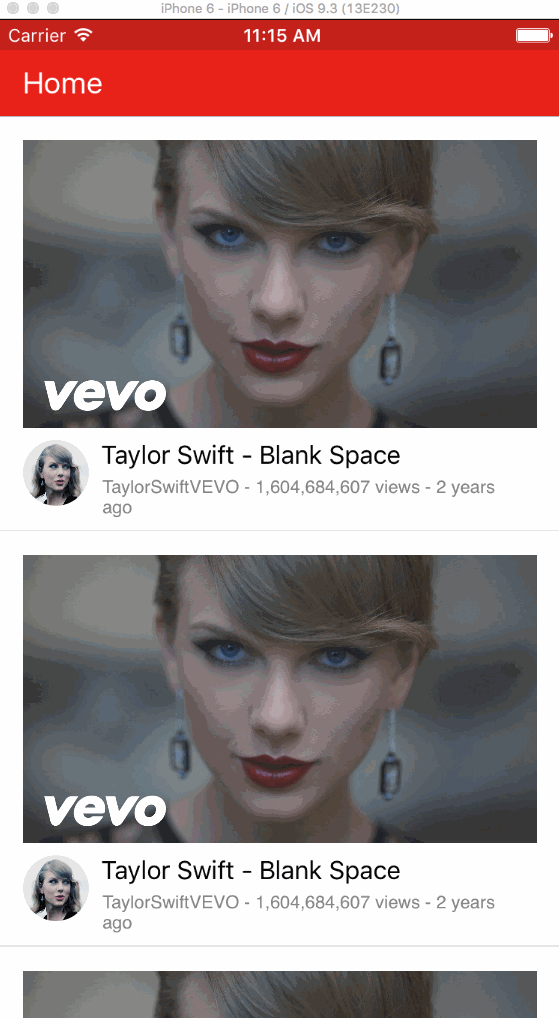 iPhone 6 - iPhone 6 / iOS 9.3 (13E230)
Carrier 11:15 AM
Home
vevo
Taylor Swift - Blank Space
TaylorSwiftVEVO - 1,604,684,607 views - 2 years
ago
vevo
Taylor Swift - Blank Space
TaylorSwiftVEVO - 1,604,684,607 views - 2 years
ago